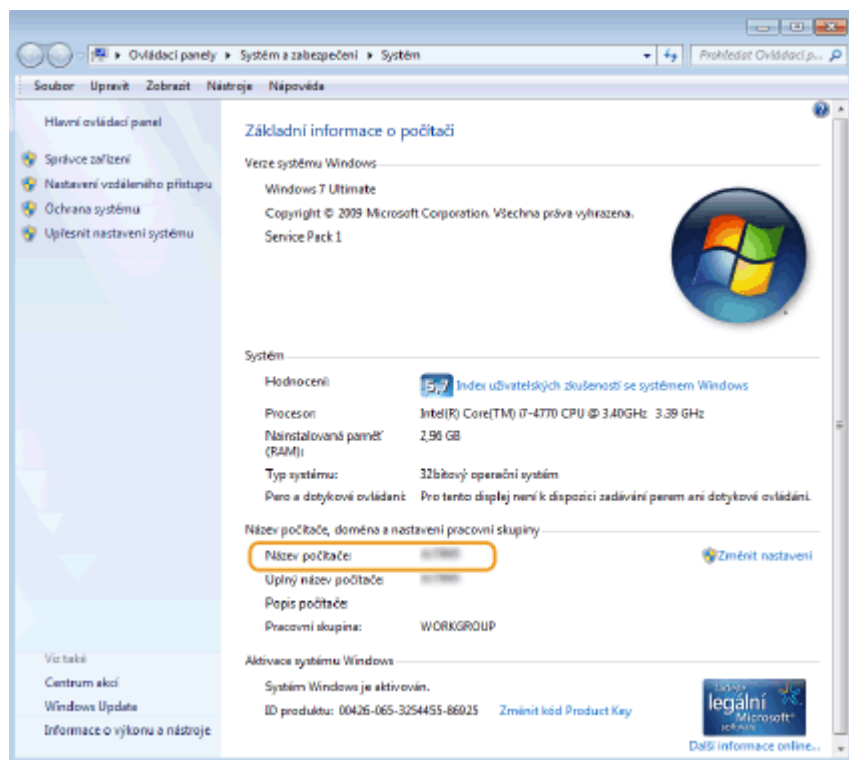 Ovládací panely ▸ Systém a zabezpečení ▸ Systém
Prohledat Ovládací p...
Soubor Upravit Zobrazit Nástroje Nápověda
Hlavní ovládací panel
Správce zařízení
Nastavení vzdáleného přístupu
Ochrana systému
Upřesnit nastavení systému
Základní informace o počítači
Verze systému Windows
Windows 7 Ultimate
Copyright © 2009 Microsoft Corporation. Všechna práva vyhrazena.
Service Pack 1
Systém
Hodnocení: 5,7 Index uživatelských zkušeností se systémem Windows
Procesor: Intel(R) Core(TM) i7-4770 CPU @ 3.40GHz 3.39 GHz
Nainstalovaná paměť 2,96 GB
(RAM):
Typ systému: 32bitový operační systém
Pero a dotykové ovládání: Pro tento displej není k dispozici zadávání perem ani dotykové ovládání.
Název počítače, doména a nastavení pracovní skupiny
Název počítače: Změnit nastavení
Úplný název počítače:
Popis počítače:
Pracovní skupina: WORKGROUP
Aktivace systému Windows
Systém Windows je aktivován.
ID produktu: 00426-065-3254455-86925 Změnit kód Product Key
legální
Microsoft®
software
Další informace online...
Viz také
Centrum akcí
Windows Update
Informace o výkonu a nástroje